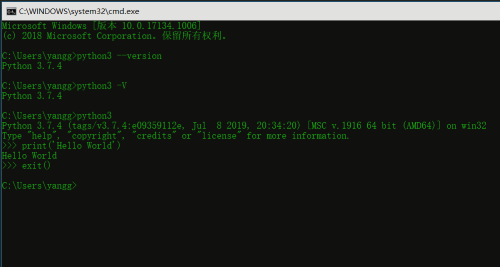 C:\WINDOWS\system32\cmd.exe
Microsoft Windows [版本 10.0.17134.1006]
(c) 2018 Microsoft Corporation。保留所有权利。
C:\Users\yangg>python3 --version
Python 3.7.4
C:\Users\yangg>python3 -V
Python 3.7.4
C:\Users\yangg>python3
Python 3.7.4 (tags/v3.7.4:e09359112e, Jul  8 2019, 20:34:20) [MSC v.1916 64 bit (AMD64)] on win32
Type "help", "copyright", "credits" or "license" for more information.
>>> print('Hello World')
Hello World
>>> exit()
C:\Users\yangg>